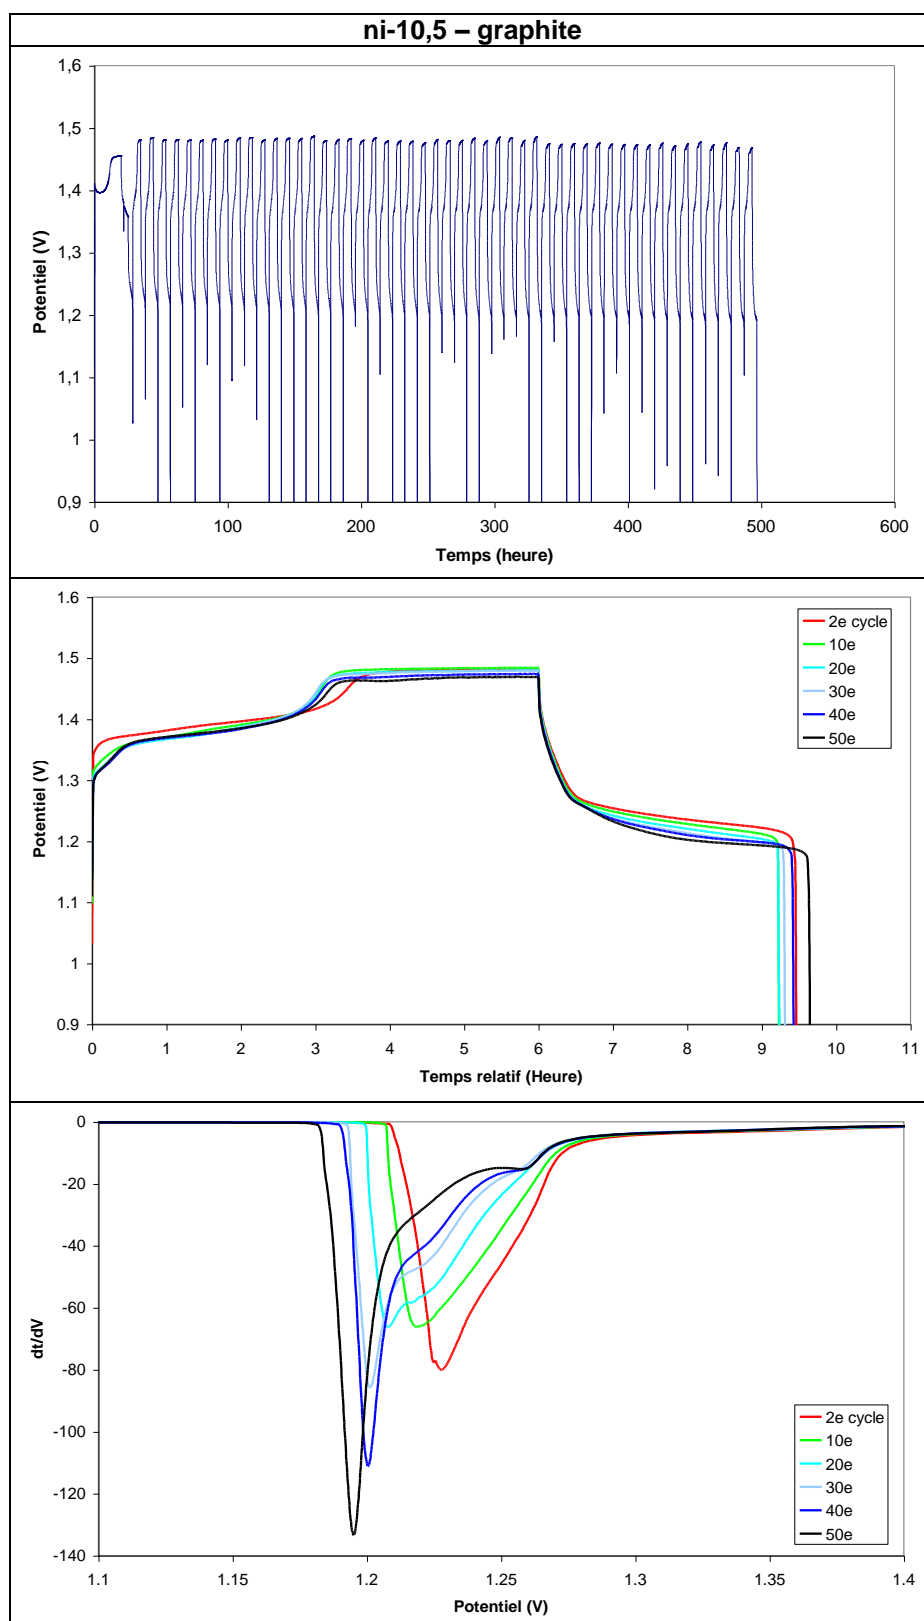 ni-10,5 – graphite
1,6
1,5
1,4
1,3
1,2
1,1
1
0,9
Potentiel (V)
0 100 200 300 400 500 600
Temps (heure)
1.6
1.5
1.4
1.3
1.2
1.1
1
0.9
Potentiel (V)
2e cycle
10e
20e
30e
40e
50e
0 1 2 3 4 5 6 7 8 9 10 11
Temps relatif (Heure)
0
-20
-40
-60
-80
-100
-120
-140
dt/dV
2e cycle
10e
20e
30e
40e
50e
1.1 1.15 1.2 1.25 1.3 1.35 1.4
Potentiel (V)